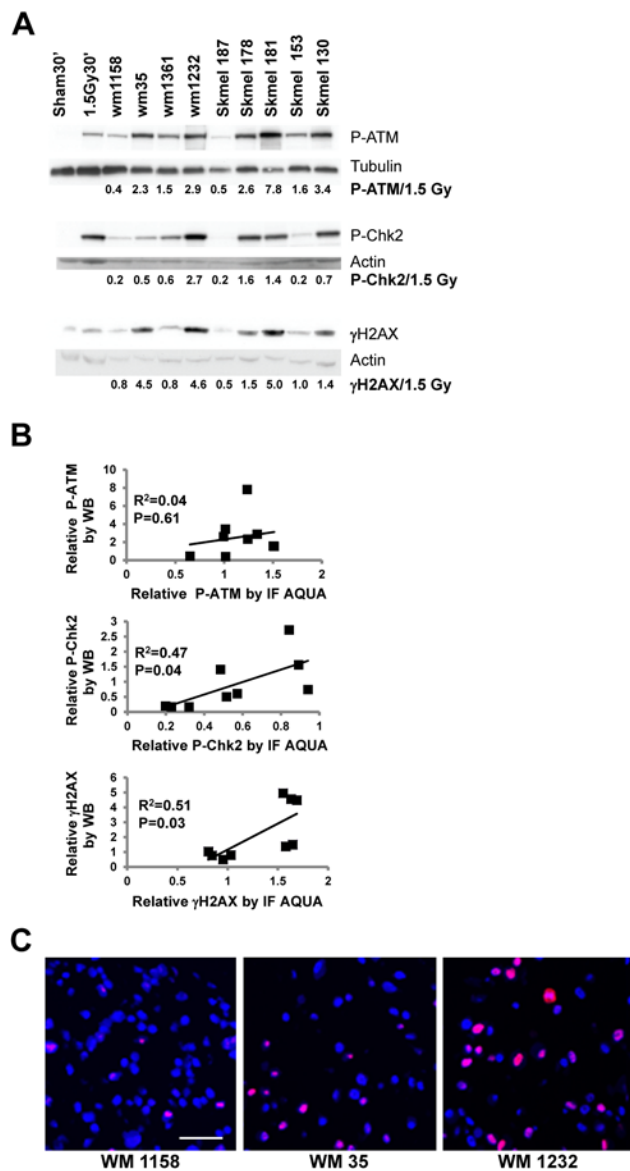 A
Sham30'
1.5Gy30'
wm1158
wm35
wm1361
wm1232
Skmel 187
Skmel 178
Skmel 181
Skmel 153
Skmel 130
P-ATM
Tubulin
0.4 2.3 1.5 2.9 0.5 2.6 7.8 1.6 3.4 P-ATM/1.5 Gy
P-Chk2
Actin
0.2 0.5 0.6 2.7 0.2 1.6 1.4 0.2 0.7 P-Chk2/1.5 Gy
γH2AX
Actin
0.8 4.5 0.8 4.6 0.5 1.5 5.0 1.0 1.4 γH2AX/1.5 Gy
B
Relative P-ATM
by WB
10
8
6
4
2
0
R²=0.04
P=0.61
0 0.5 1 1.5 2
Relative P-ATM by IF AQUA
Relative P-Chk2
by WB
3
2.5
2
1.5
1
0.5
0
R²=0.47
P=0.04
0 0.2 0.4 0.6 0.8 1
Relative P-Chk2 by IF AQUA
Relative γH2AX
by WB
6
5
4
3
2
1
0
R²=0.51
P=0.03
0 0.5 1 1.5 2
Relative γH2AX by IF AQUA
C
WM 1158 WM 35 WM 1232